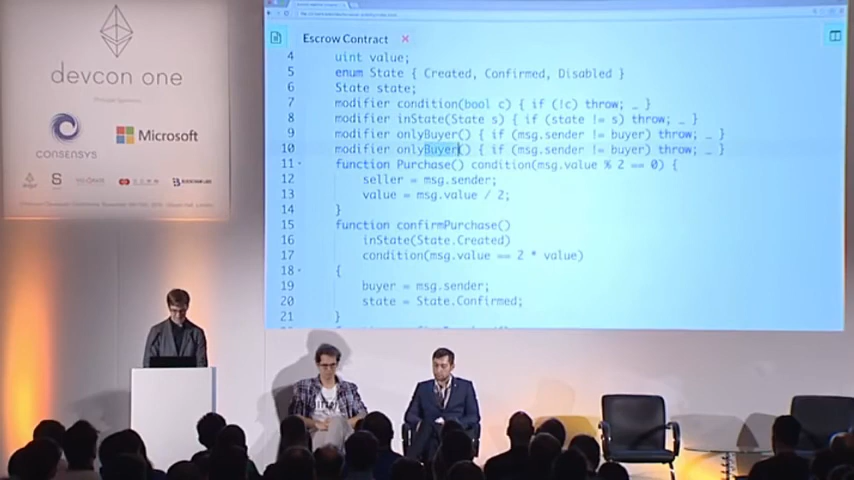 devcon one
CONSENSYS
Microsoft
Escrow Contract ×
4 uint value;
5 enum State { Created, Confirmed, Disabled }
6 State state;
7 modifier condition(bool c) { if (!c) throw; _ }
8 modifier inState(State s) { if (state != s) throw; _ }
9 modifier onlyBuyer() { if (msg.sender != buyer) throw; _ }
10 modifier onlyBuyer() { if (msg.sender != buyer) throw; _ }
11 function Purchase() condition(msg.value % 2 == 0) {
12 seller = msg.sender;
13 value = msg.value / 2;
14 }
15 function confirmPurchase()
16 inState(State.Created)
17 condition(msg.value == 2 * value)
18 {
19 buyer = msg.sender;
20 state = State.Confirmed;
21 }